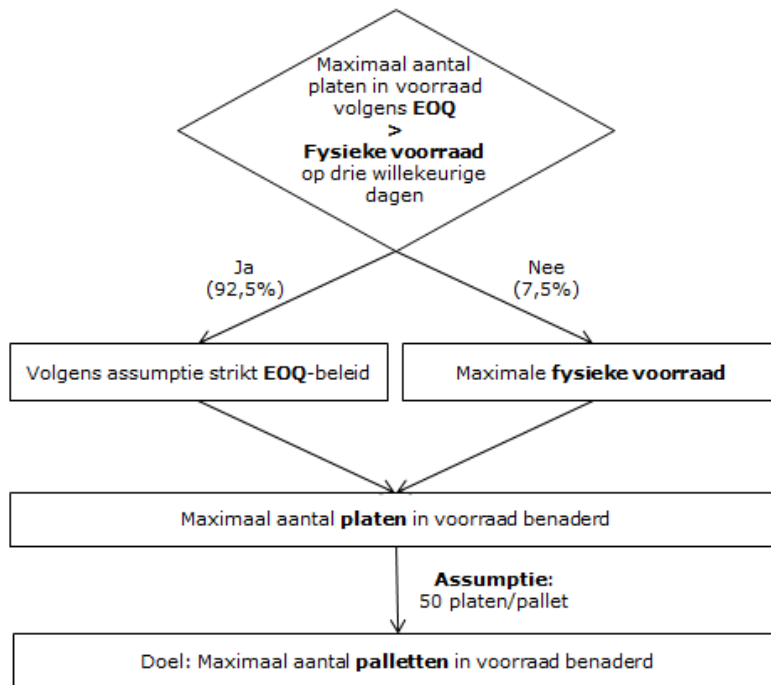 Maximaal aantal
platen in voorraad
volgens EOQ
>
Fysieke voorraad
op drie willekeurige
dagen
Ja
(92,5%)
Nee
(7,5%)
Volgens assumptie strikt EOQ-beleid
Maximale fysieke voorraad
Maximaal aantal platen in voorraad benaderd
Assumptie:
50 platen/pallet
Doel: Maximaal aantal palletten in voorraad benaderd